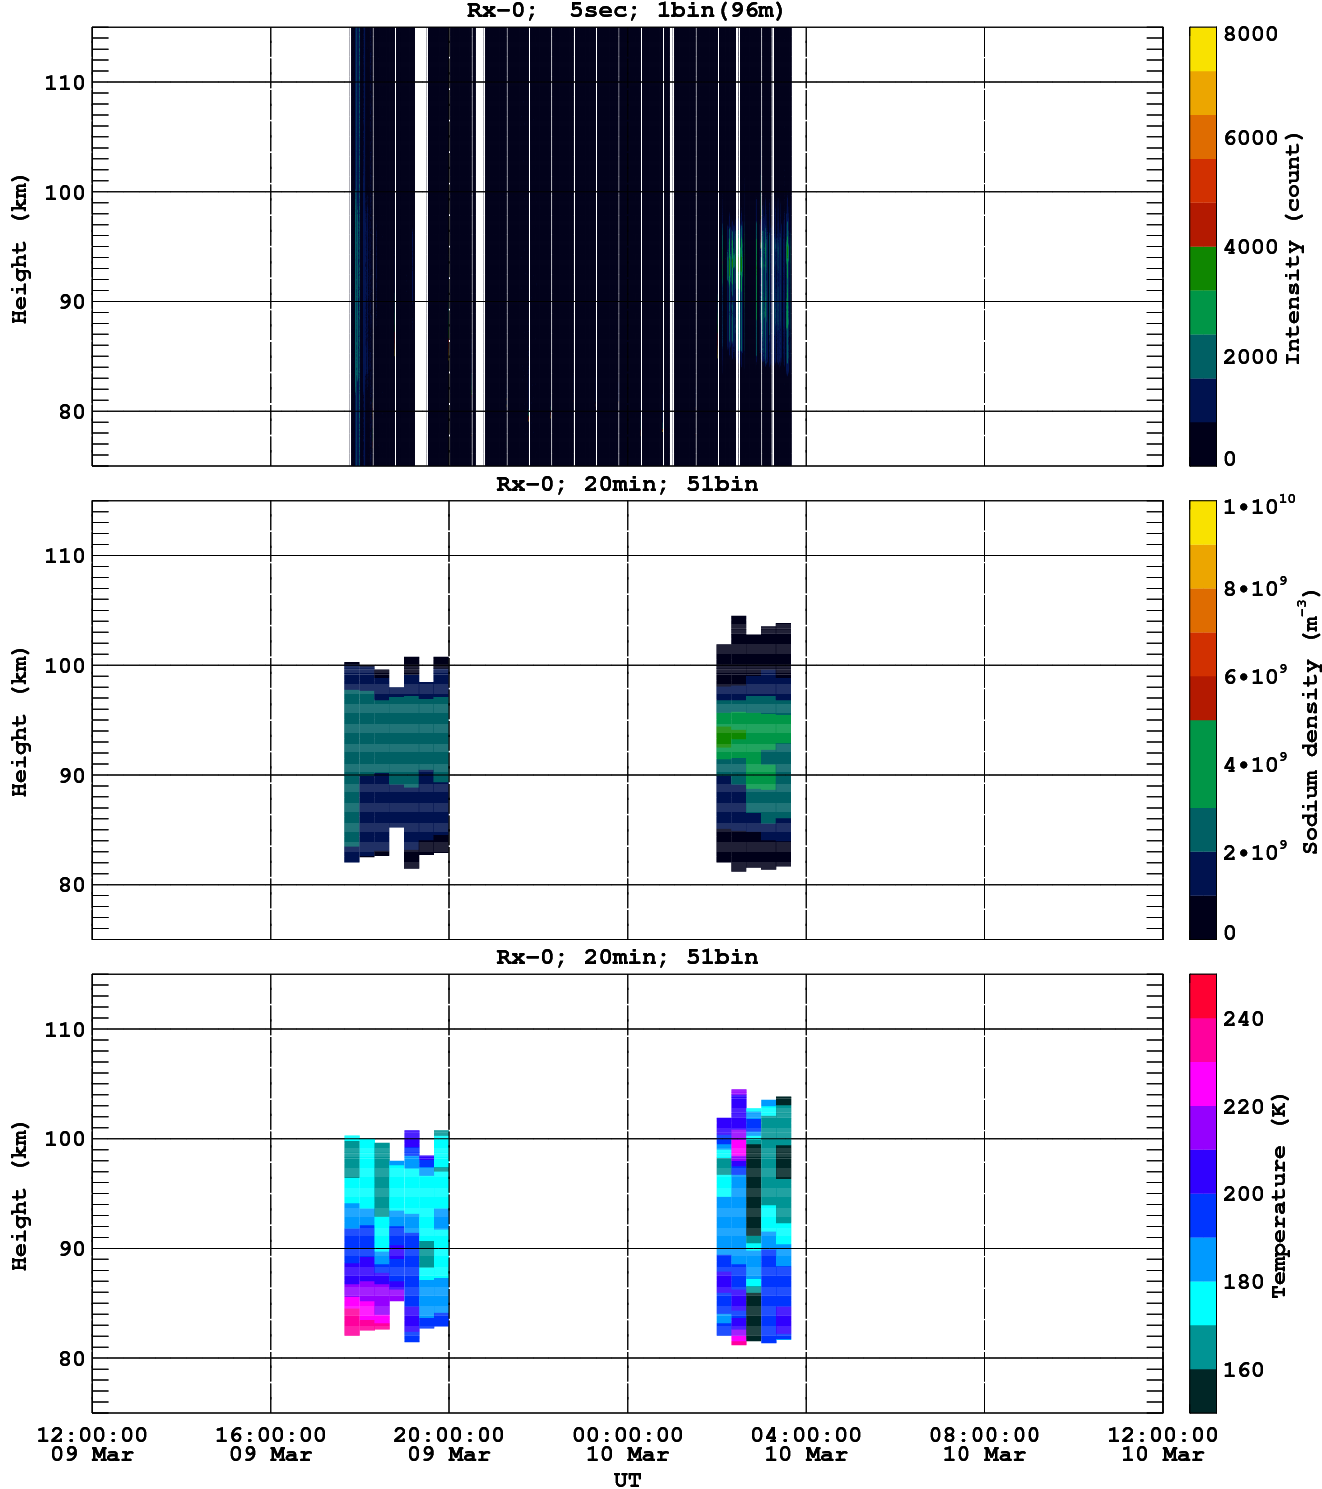 Rx-0;  5sec; 1bin(96m)
110
100
90
80
Height (km)
8000
6000
4000
2000
0
Intensity (count)
Rx-0; 20min; 51bin
110
100
90
80
Height (km)
1•10¹⁰
8•10⁹
6•10⁹
4•10⁹
2•10⁹
0
Sodium density (m⁻³)
Rx-0; 20min; 51bin
110
100
90
80
Height (km)
240
220
200
180
160
Temperature (K)
12:00:00 16:00:00 20:00:00 00:00:00 04:00:00 08:00:00 12:00:00
09 Mar 09 Mar 09 Mar 10 Mar 10 Mar 10 Mar 10 Mar
UT